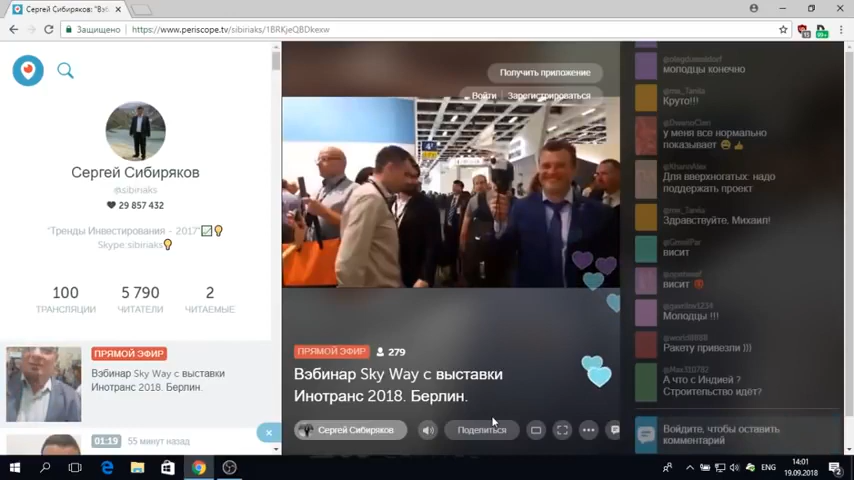 Сергей Сибиряков: "Вэб
Защищено
https://www.periscope.tv/sibiriaks/1BRKjeQBDkexw
99+
Сергей Сибиряков
@sibiriaks
29 857 432
"Тренды Инвестирования - 2017"
Skype:sibiriaks
100
ТРАНСЛЯЦИИ
5 790
ЧИТАТЕЛИ
2
ЧИТАЕМЫЕ
ПРЯМОЙ ЭФИР
Вэбинар Sky Way с выставки
Инотранс 2018. Берлин.
01:19
55 минут назад
Получить приложение
Войти
Зарегистрироваться
ПРЯМОЙ ЭФИР
279
Вэбинар Sky Way с выставки
Инотранс 2018. Берлин.
Сергей Сибиряков
Поделиться
молодцы конечно
Круто!!!
у меня все нормально
показывает
Для вверхногатых: надо
поддержать проект
Здравствуйте, Михаил!
висит
висит
Молодцы !!!
Ракету привезли )))
А что с Индией ?
Строительство идёт?
Войдите, чтобы оставить
комментарий
ENG
14:01
19.09.2018
2